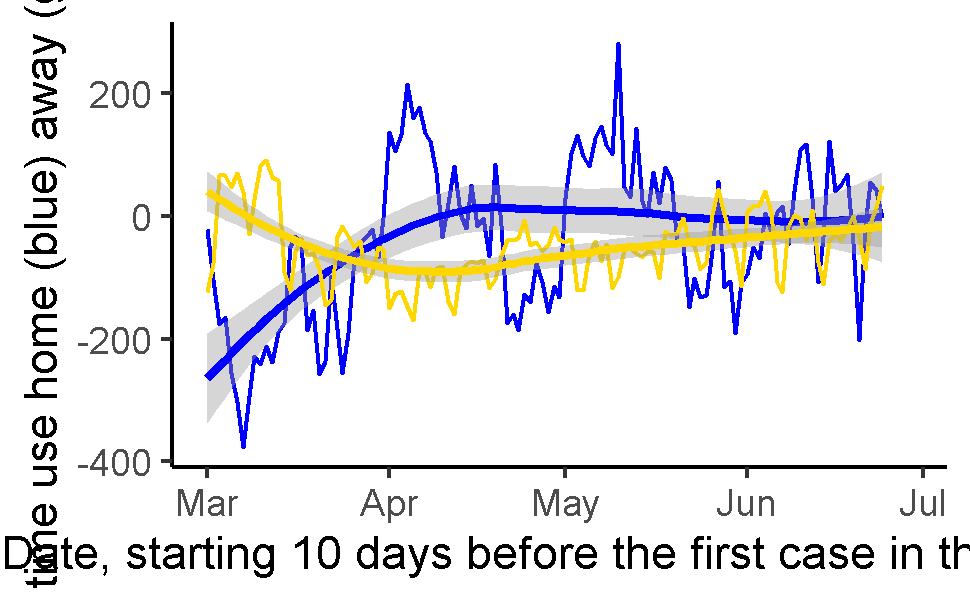 time use home (blue) away (
200
0
-200
-400
Mar Apr May Jun Jul
Date, starting 10 days before the first case in th